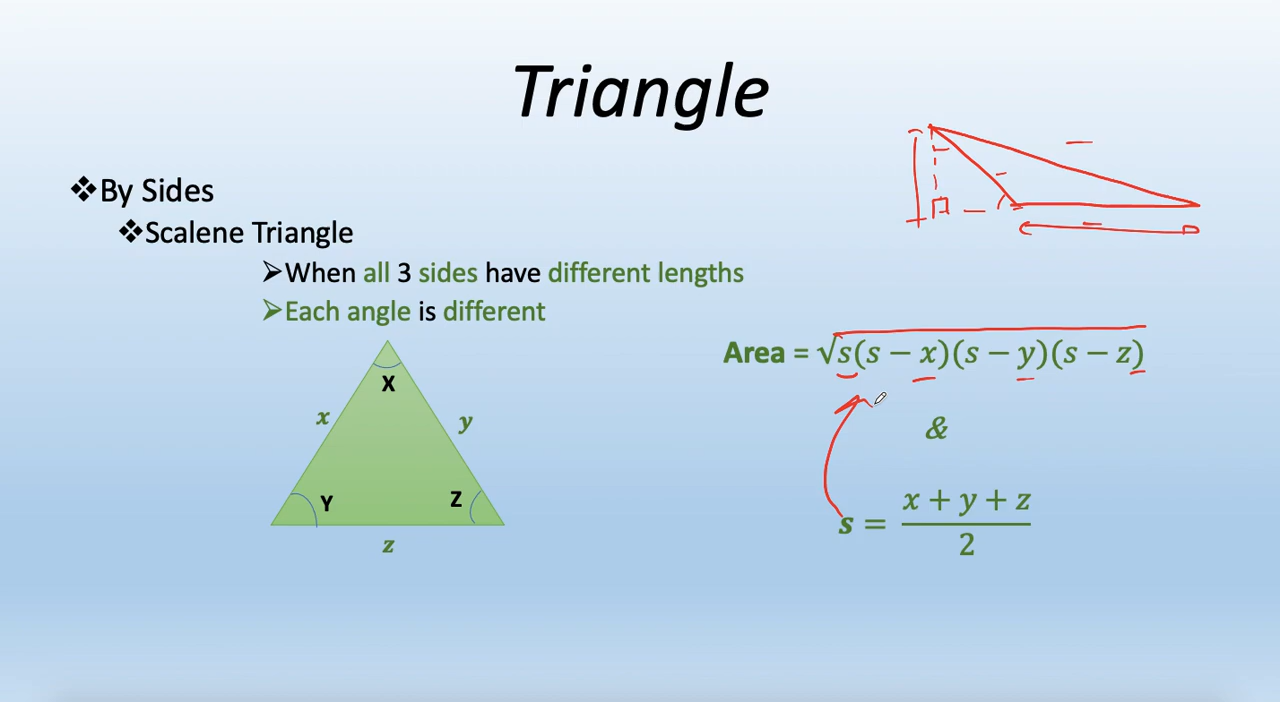 Triangle
❖By Sides
❖Scalene Triangle
➢When all 3 sides have different lengths
➢Each angle is different
X
x
y
Y
Z
z
Area = √s(s − x)(s − y)(s − z)
&
s = x + y + z
2